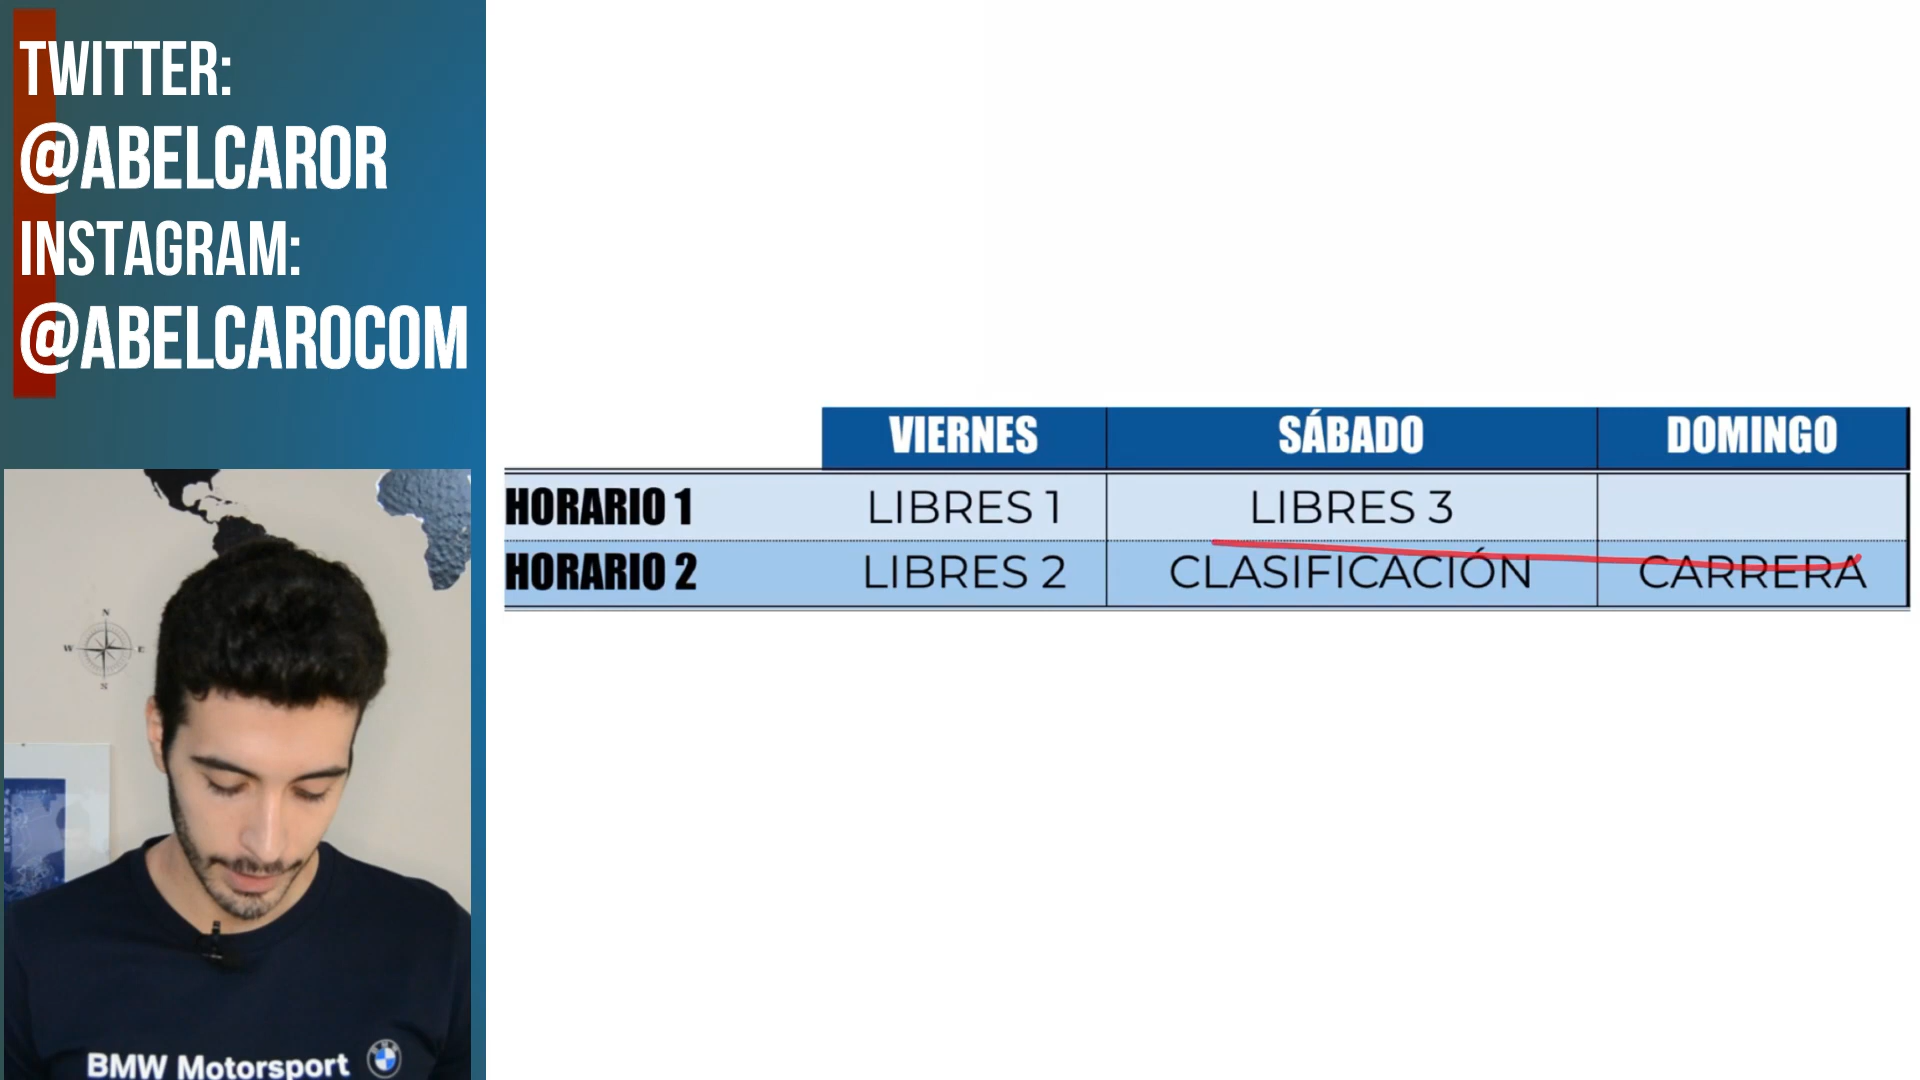 TWITTER:
@ABELCAROR
INSTAGRAM:
@ABELCAROCOM
VIERNES SÁBADO DOMINGO
HORARIO 1 LIBRES 1 LIBRES 3
HORARIO 2 LIBRES 2 CLASIFICACIÓN CARRERA
N
W E
S
BMW Motorsport